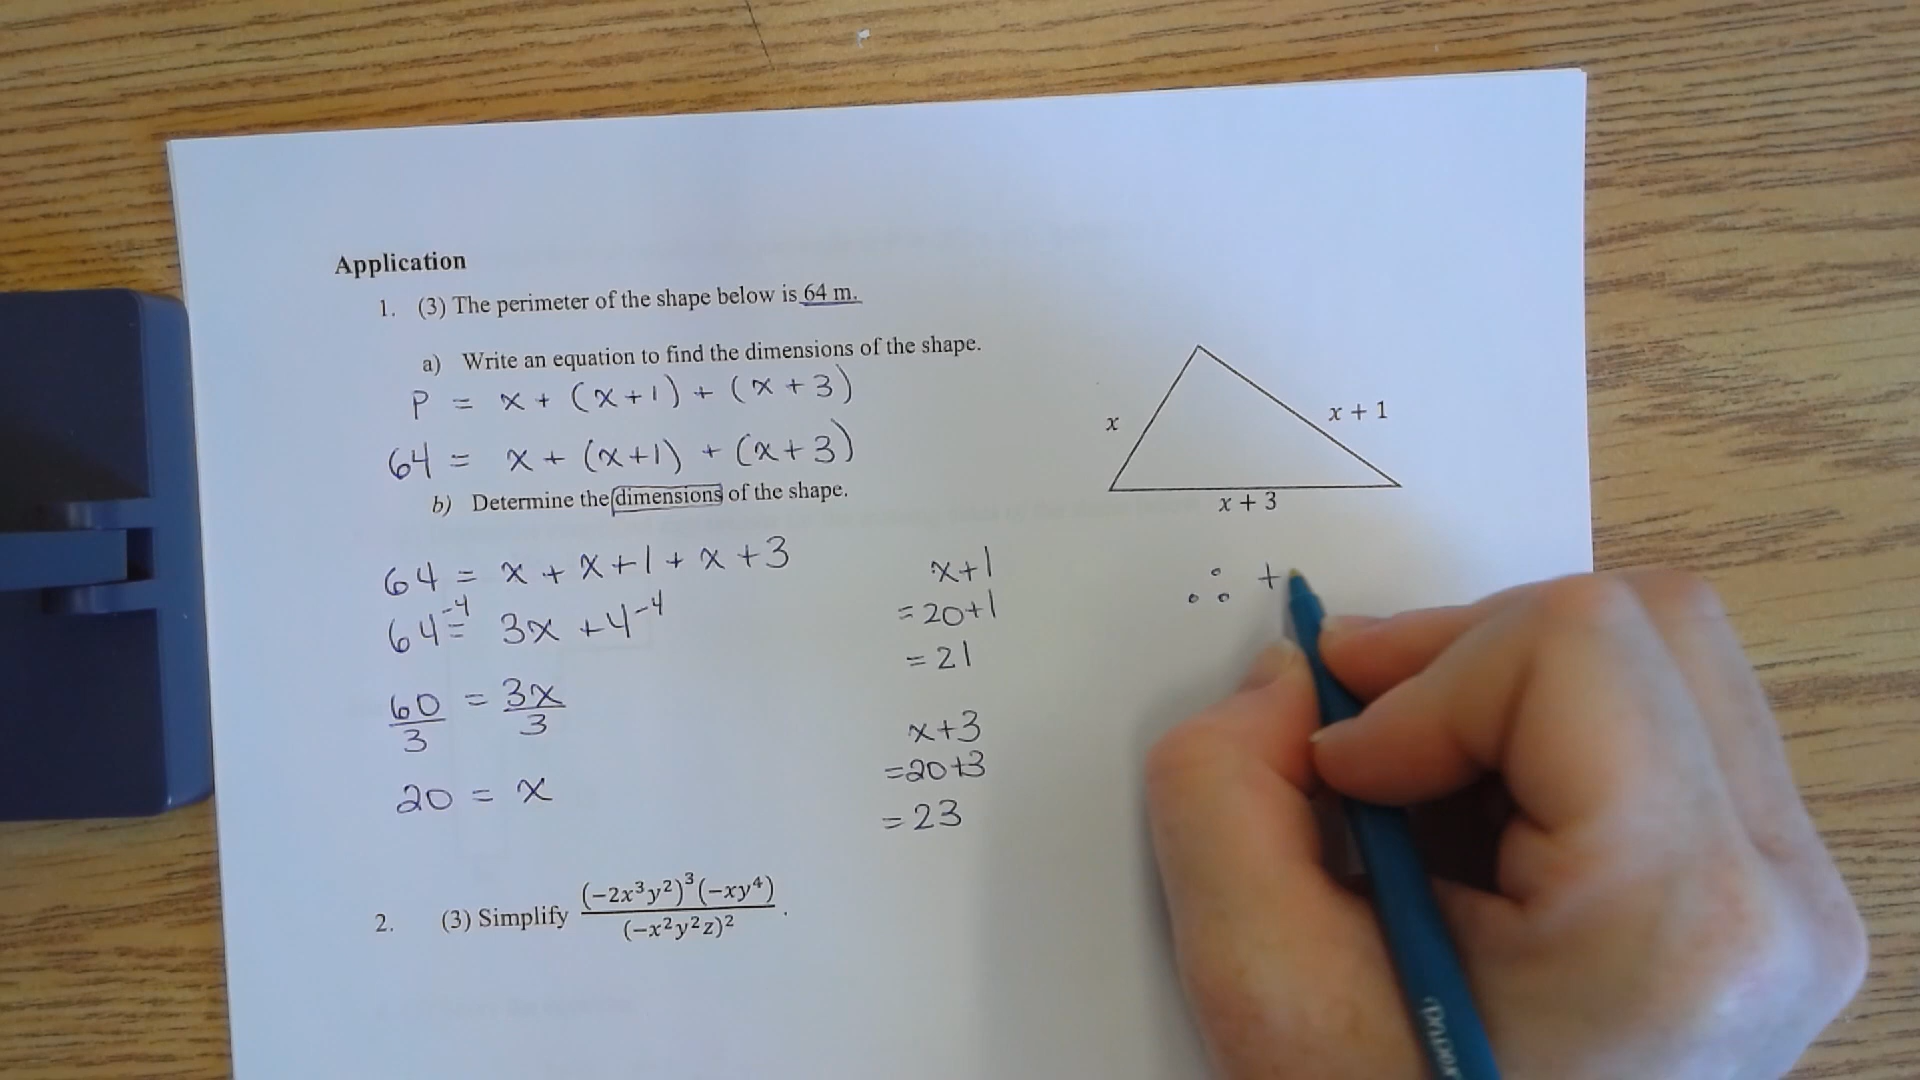 Application
1. (3) The perimeter of the shape below is 64 m.
a) Write an equation to find the dimensions of the shape.
P = x + (x+1) + (x+3)
64 = x + (x+1) + (x+3)
x
x + 1
x + 3
b) Determine the dimensions of the shape.
64 = x + x+1 + x +3
64⁻⁴ = 3x +4⁻⁴
60/3 = 3x/3
20 = x
x+1
= 20+1
= 21
x+3
=20+3
= 23
∴ +
2. (3) Simplify (−2x³y²)³(−xy⁴)/(−x²y²z)² .